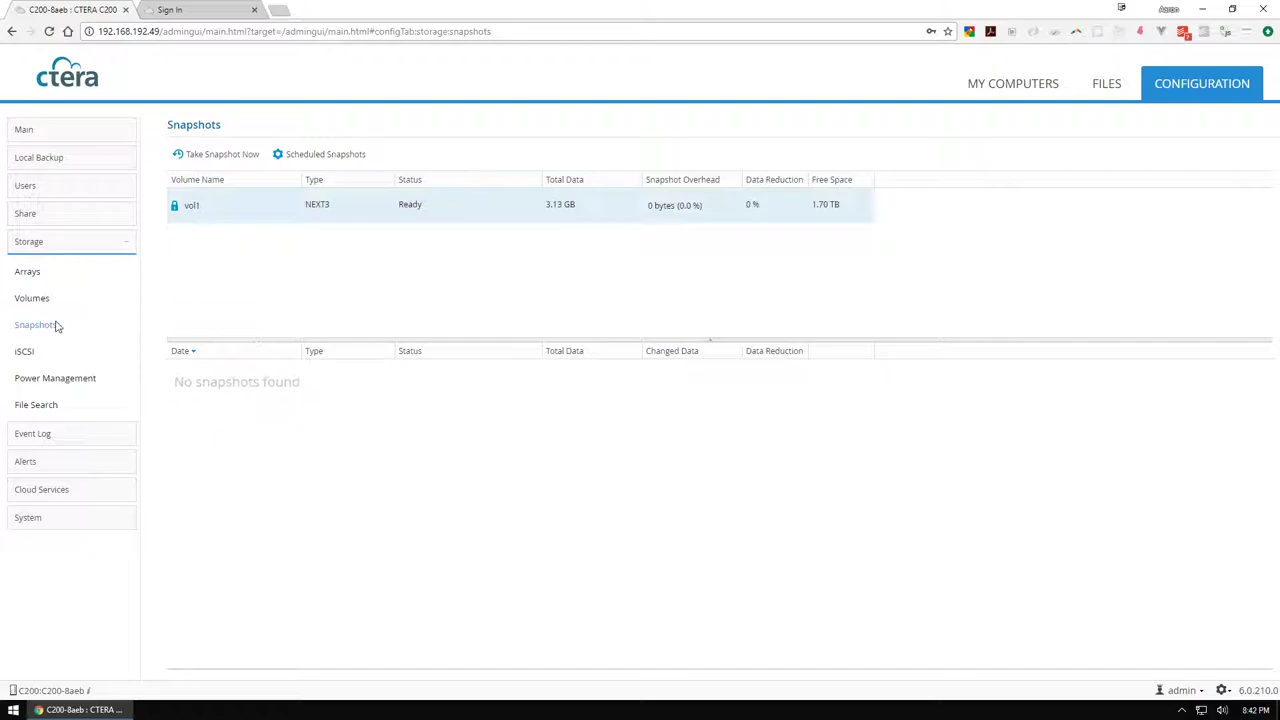 C200-8aeb : CTERA C200
Sign In
Aaron
192.168.192.49/admingui/main.html?target=/admingui/main.html#configTab:storage:snapshots
ctera
MY COMPUTERS
FILES
CONFIGURATION
Main
Local Backup
Users
Share
Storage
Arrays
Volumes
Snapshots
iSCSI
Power Management
File Search
Event Log
Alerts
Cloud Services
System
Snapshots
Take Snapshot Now
Scheduled Snapshots
Volume Name Type Status Total Data Snapshot Overhead Data Reduction Free Space
vol1 NEXT3 Ready 3.13 GB 0 bytes (0.0 %) 0 % 1.70 TB
Date Type Status Total Data Changed Data Data Reduction
No snapshots found
C200:C200-8aeb
admin
6.0.210.0
C200-8aeb : CTERA ...
8:42 PM